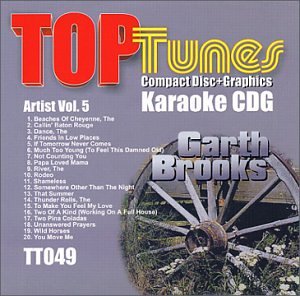 TOP Tunes
Compact Disc+Graphics
Karaoke CDG
Artist Vol. 5
Garth Brooks
1. Beaches Of Cheyenne, The
2. Callin' Baton Rouge
3. Dance, The
4. Friends In Low Places
5. If Tomorrow Never Comes
6. Much Too Young (To Feel This Damned Old)
7. Not Counting You
8. Papa Loved Mama
9. River, The
10. Rodeo
11. Shameless
12. Somewhere Other Than The Night
13. That Summer
14. Thunder Rolls, The
15. To Make You Feel My Love
16. Two Of A Kind (Working On A Full House)
17. Two Pina Coladas
18. Unanswered Prayers
19. Wild Horses
20. You Move Me
TT049